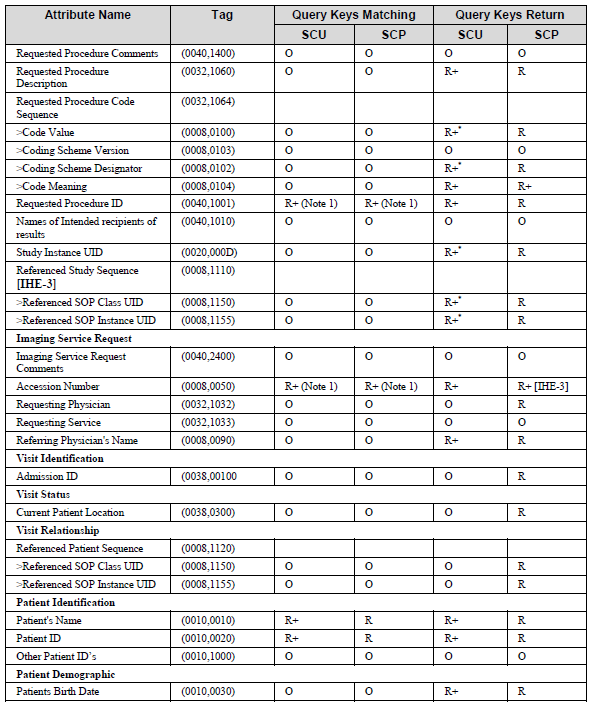 Attribute Name Tag Query Keys Matching Query Keys Return
SCU SCP SCU SCP
Requested Procedure Comments (0040,1400) O O O O
Requested Procedure
Description (0032,1060) O O R+ R
Requested Procedure Code
Sequence (0032,1064)
>Code Value (0008,0100) O O R+* R
>Coding Scheme Version (0008,0103) O O O O
>Coding Scheme Designator (0008,0102) O O R+* R
>Code Meaning (0008,0104) O O R+ R+
Requested Procedure ID (0040,1001) R+ (Note 1) R+ (Note 1) R+ R
Names of Intended recipients of
results (0040,1010) O O O O
Study Instance UID (0020,000D) O O R+* R
Referenced Study Sequence
[IHE-3] (0008,1110)
>Referenced SOP Class UID (0008,1150) O O R+* R
>Referenced SOP Instance UID (0008,1155) O O R+* R
Imaging Service Request
Imaging Service Request
Comments (0040,2400) O O O O
Accession Number (0008,0050) R+ (Note 1) R+ (Note 1) R+ R+ [IHE-3]
Requesting Physician (0032,1032) O O O R
Requesting Service (0032,1033) O O O O
Referring Physician's Name (0008,0090) O O R+ R
Visit Identification
Admission ID (0038,00100 O O O R
Visit Status
Current Patient Location (0038,0300) O O O R
Visit Relationship
Referenced Patient Sequence (0008,1120)
>Referenced SOP Class UID (0008,1150) O O O R
>Referenced SOP Instance UID (0008,1155) O O O R
Patient Identification
Patient's Name (0010,0010) R+ R R+ R
Patient ID (0010,0020) R+ R R+ R
Other Patient ID's (0010,1000) O O O O
Patient Demographic
Patients Birth Date (0010,0030) O O R+ R